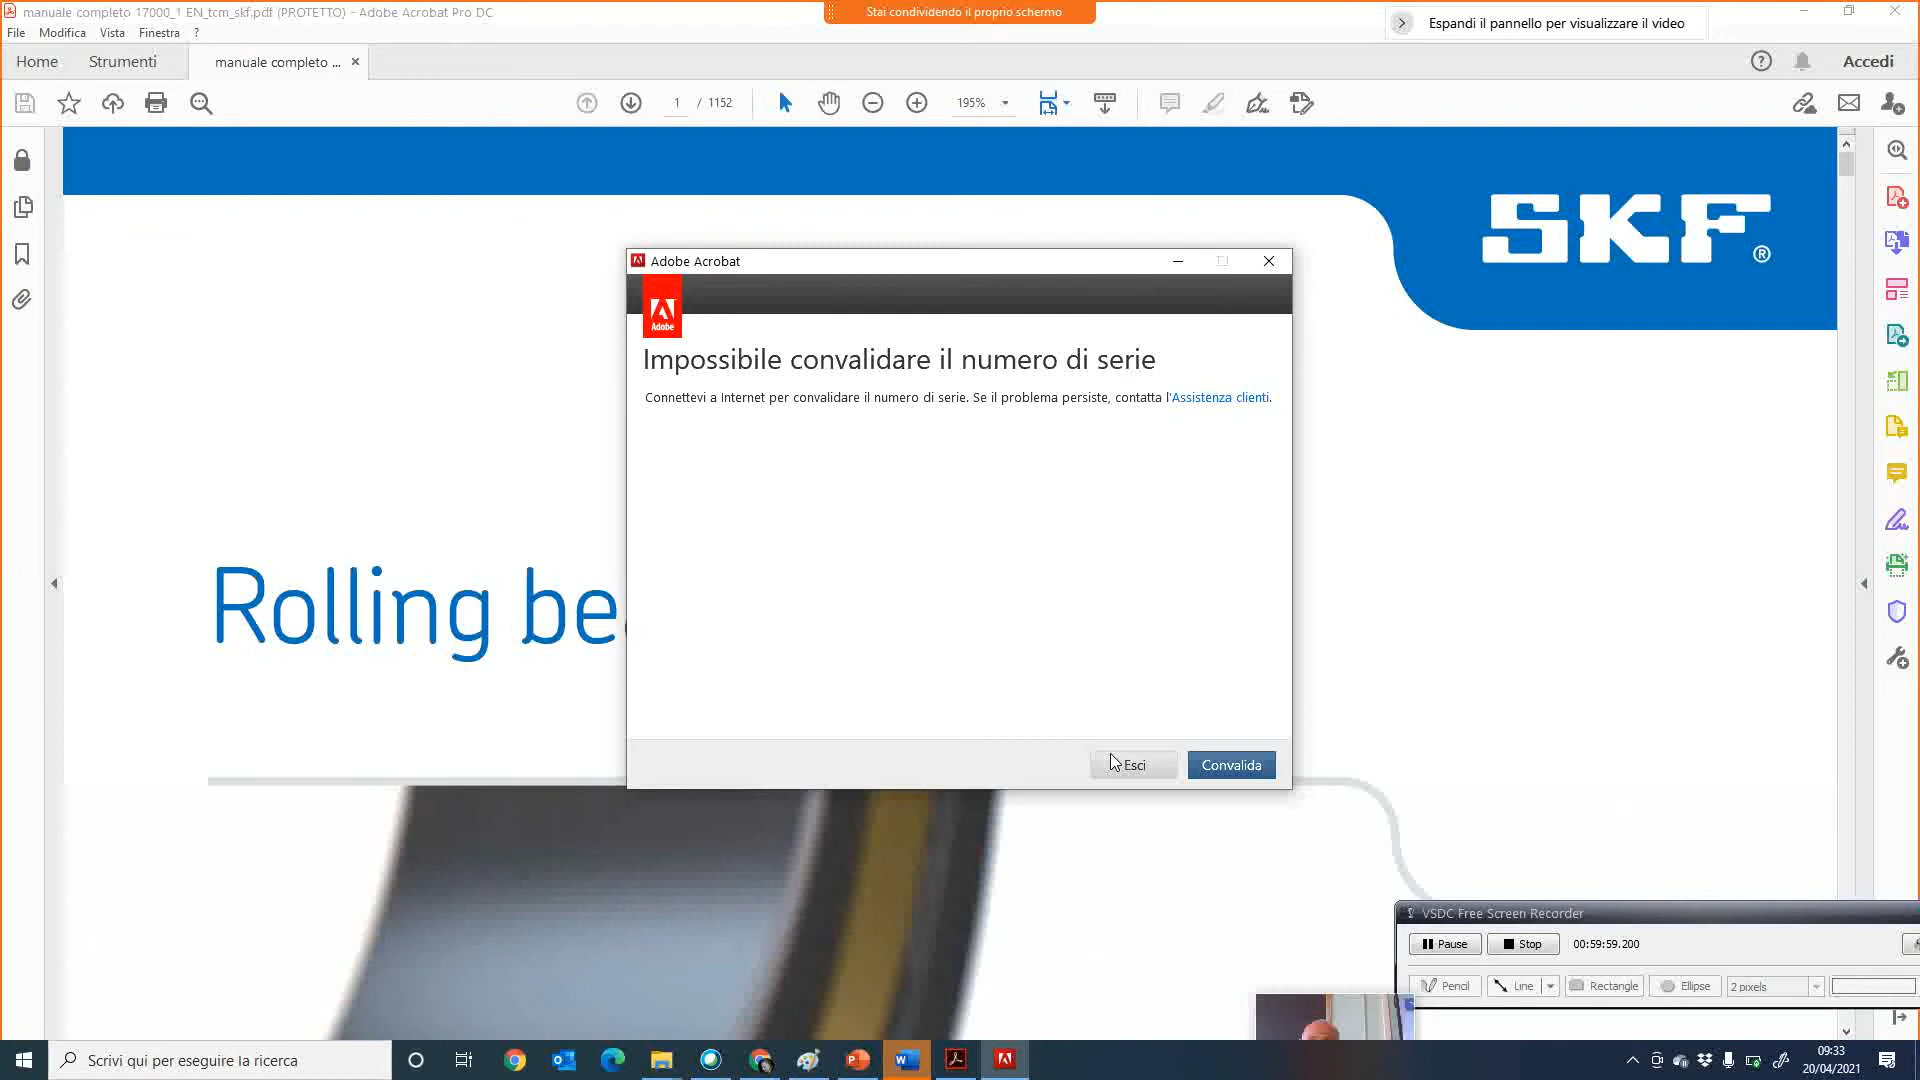 manuale completo 17000_1 EN_tcm_skf.pdf (PROTETTO) - Adobe Acrobat Pro DC
Stai condividendo il proprio schermo
Espandi il pannello per visualizzare il video
File Modifica Vista Finestra ?
Home Strumenti manuale completo ... Accedi
1 / 1152 195%
SKF®
Adobe Acrobat
Adobe
Impossibile convalidare il numero di serie
Connettevi a Internet per convalidare il numero di serie. Se il problema persiste, contatta l'Assistenza clienti.
Rolling be
Esci Convalida
VSDC Free Screen Recorder
Pause Stop 00:59:59.200
Pencil Line Rectangle Ellipse 2 pixels
Scrivi qui per eseguire la ricerca
09:33
20/04/2021